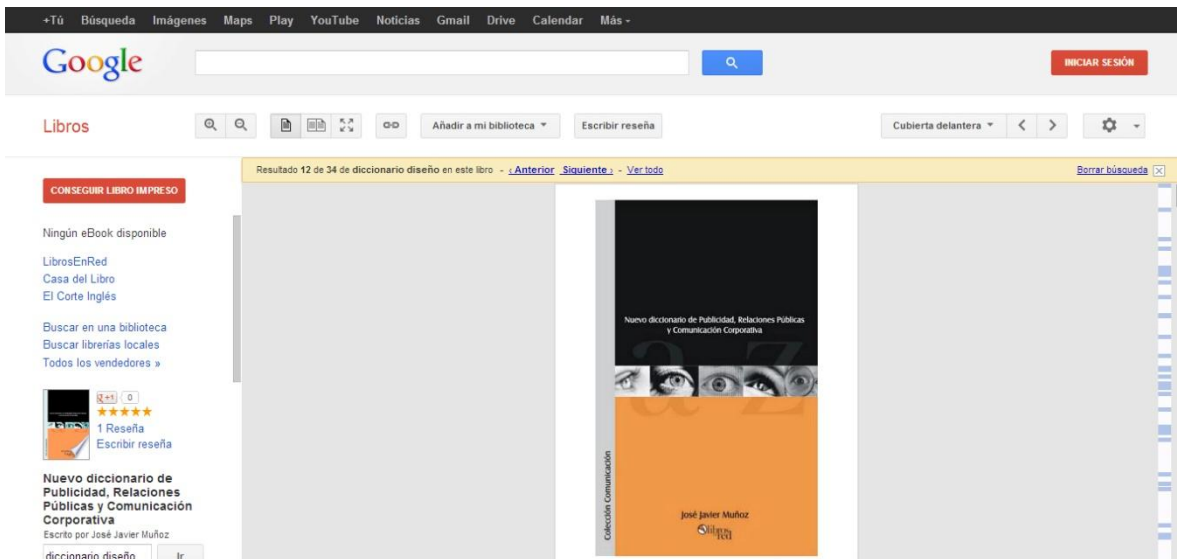 +Tú Búsqueda Imágenes Maps Play YouTube Noticias Gmail Drive Calendar Más
Google
INICIAR SESIÓN
Libros
Añadir a mi biblioteca
Escribir reseña
Cubierta delantera
Resultado 12 de 34 de diccionario diseño en este libro - ‹ Anterior Siguiente › - Ver todo
Borrar búsqueda
CONSEGUIR LIBRO IMPRESO
Ningún eBook disponible
LibrosEnRed
Casa del Libro
El Corte Inglés
Buscar en una biblioteca
Buscar librerías locales
Todos los vendedores »
+1 0
1 Reseña
Escribir reseña
Nuevo diccionario de
Publicidad, Relaciones
Públicas y Comunicación
Corporativa
Escrito por José Javier Muñoz
diccionario diseño Ir
Nuevo diccionario de Publicidad, Relaciones Públicas
y Comunicación Corporativa
a z
Colección Comunicación
José Javier Muñoz
libros
en
red